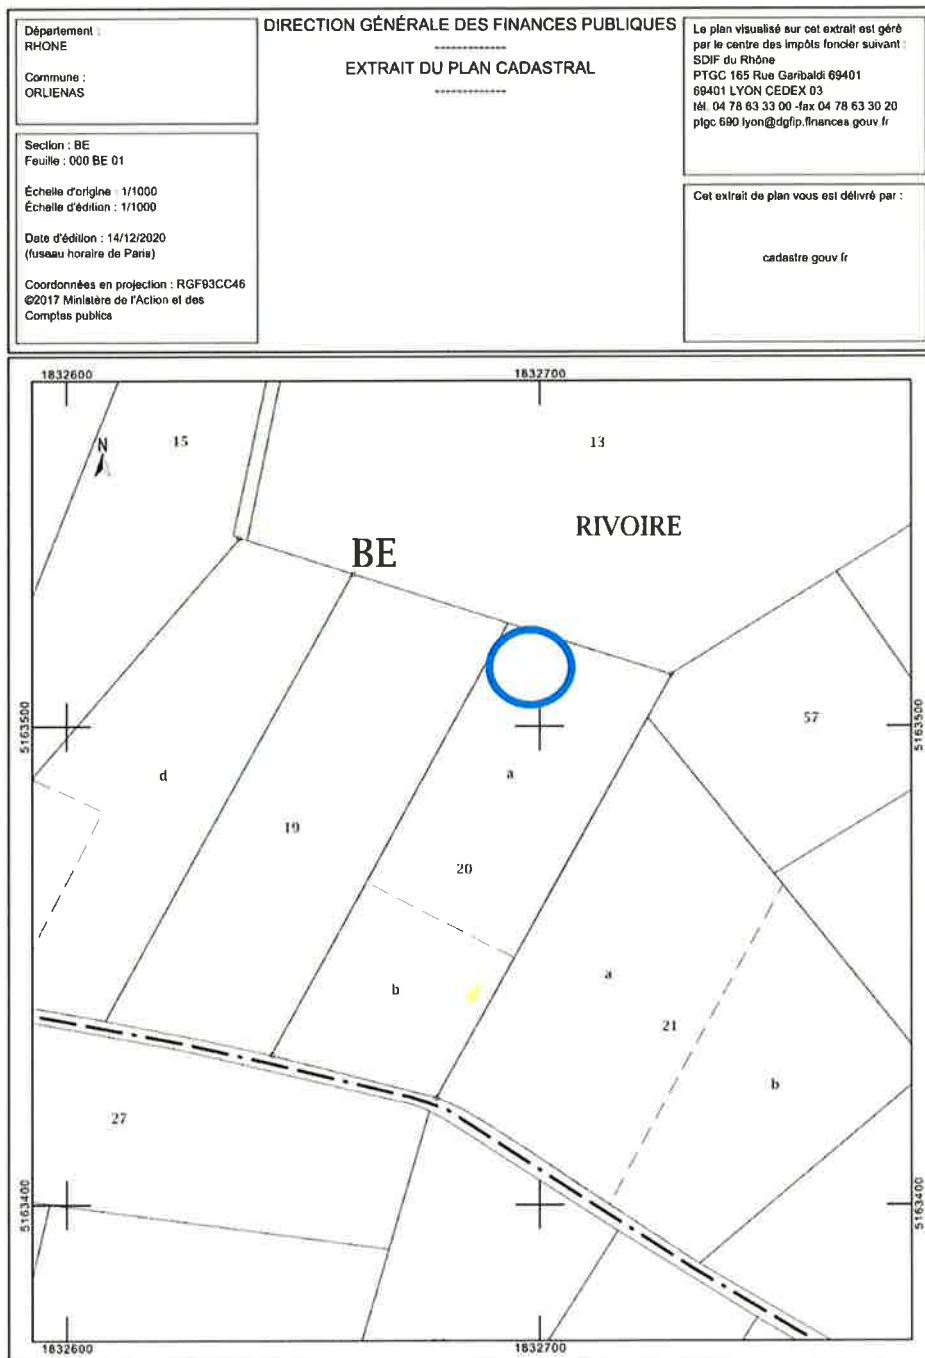 Département :
RHONE
Commune :
ORLIENAS
Section : BE
Feuille : 000 BE 01
Échelle d'origine : 1/1000
Échelle d'édition : 1/1000
Date d'édition : 14/12/2020
(fuseau horaire de Paris)
Coordonnées en projection : RGF93CC46
©2017 Ministère de l'Action et des
Comptes publics
DIRECTION GÉNÉRALE DES FINANCES PUBLIQUES
-------------
EXTRAIT DU PLAN CADASTRAL
-------------
Le plan visualisé sur cet extrait est géré
par le centre des impôts foncier suivant :
SDIF du Rhône
PTGC 165 Rue Garibaldi 69401
69401 LYON CEDEX 03
tél. 04 78 63 33 00 -fax 04 78 63 30 20
ptgc.690.lyon@dgfip.finances.gouv.fr
Cet extrait de plan vous est délivré par :
cadastre.gouv.fr
1832600
1832700
N
15
13
RIVOIRE
BE
5163500
57
5163500
d
a
19
20
a
b
21
b
27
5163400
5163400
1832600
1832700